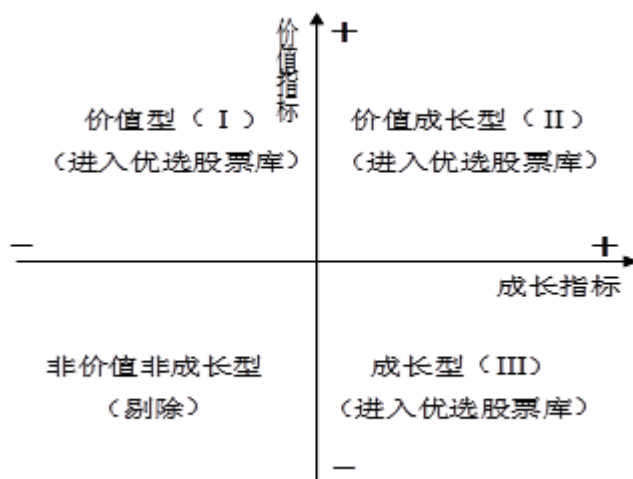 价值指标
+
价值型（Ⅰ）
（进入优选股票库）
价值成长型（II）
（进入优选股票库）
－
+
成长指标
非价值非成长型
（剔除）
成长型（III）
（进入优选股票库）
－